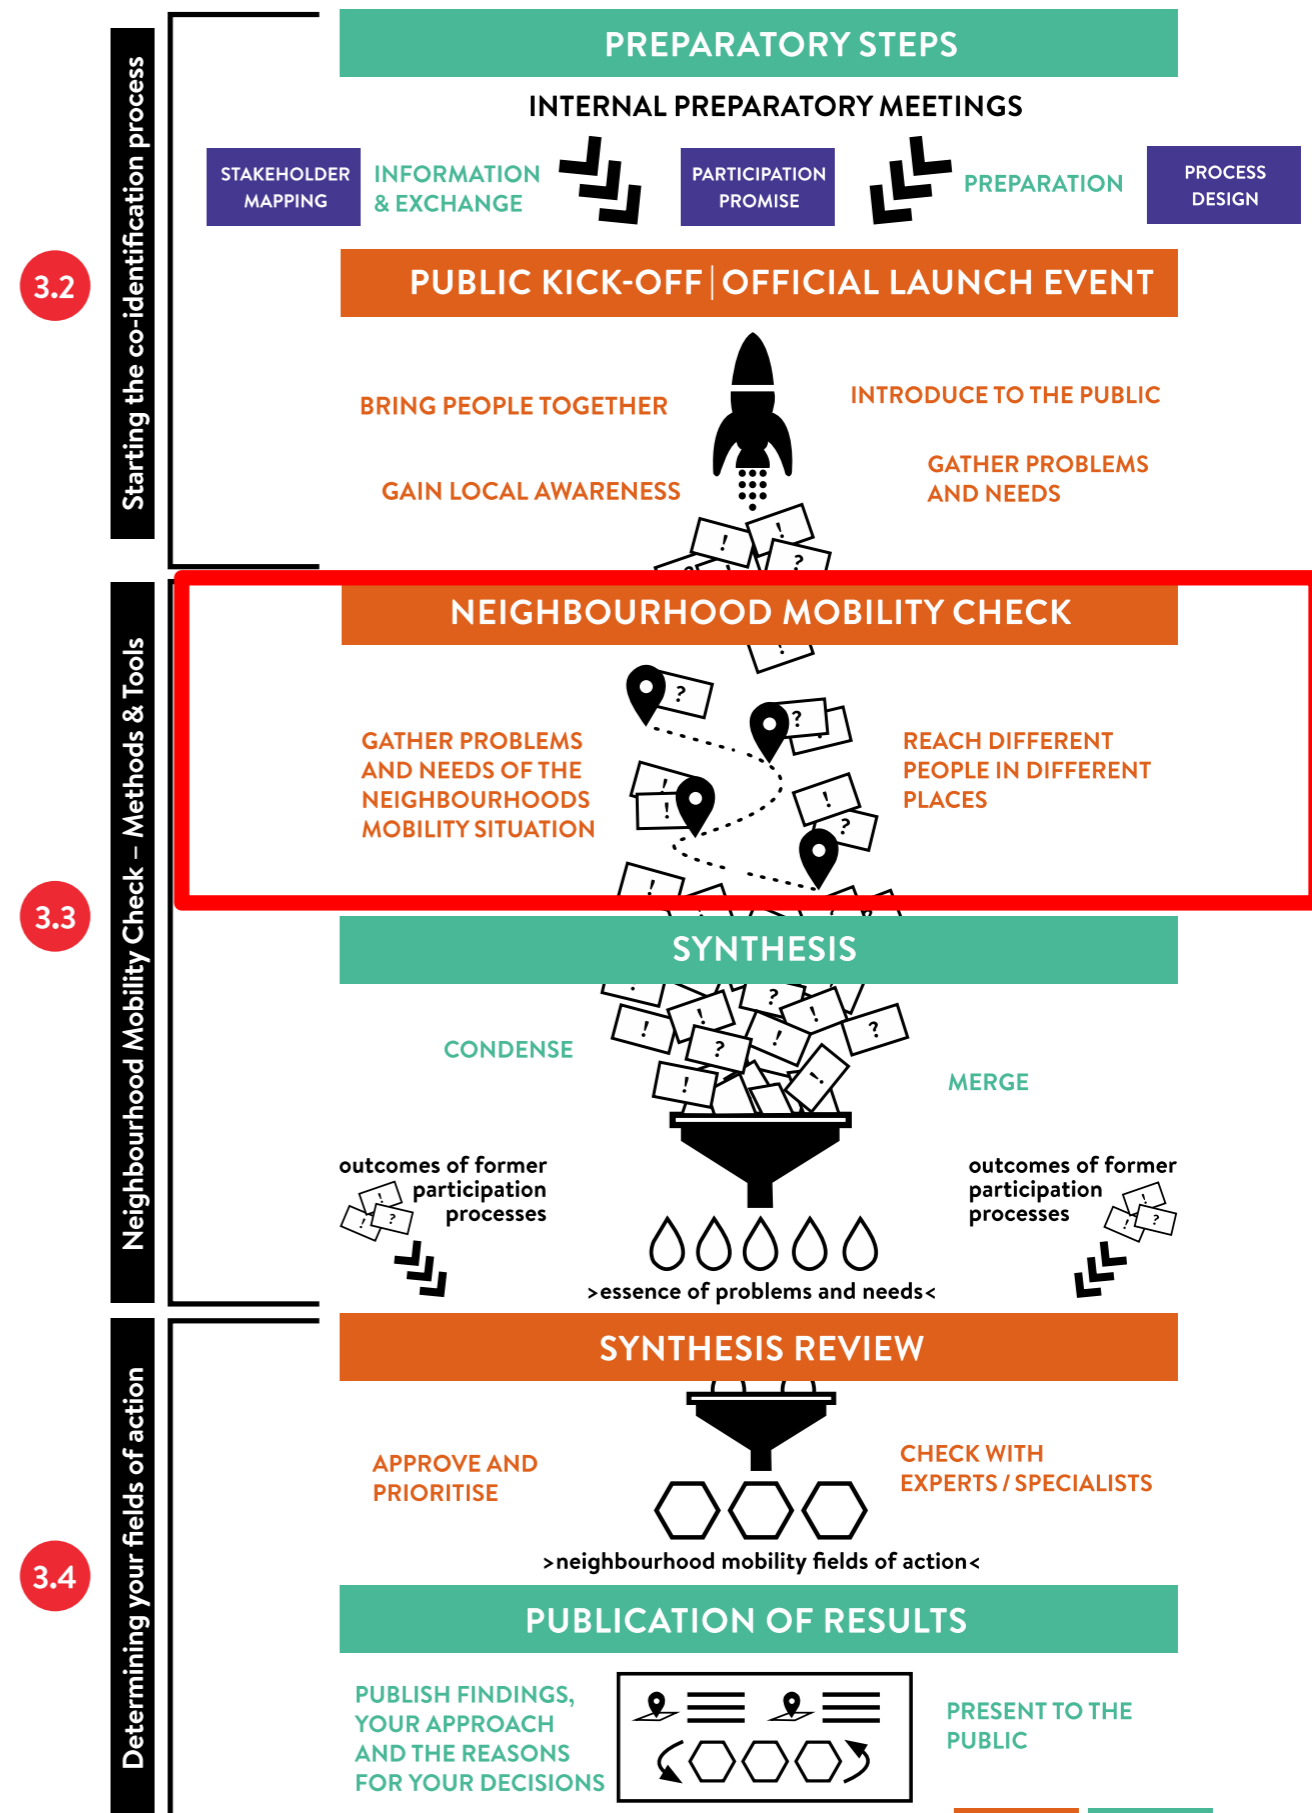 PREPARATORY STEPS
INTERNAL PREPARATORY MEETINGS
STAKEHOLDER
MAPPING
INFORMATION
& EXCHANGE
PARTICIPATION
PROMISE
PREPARATION
PROCESS
DESIGN
3.2
Starting the co-identification process
PUBLIC KICK-OFF | OFFICIAL LAUNCH EVENT
BRING PEOPLE TOGETHER
INTRODUCE TO THE PUBLIC
GAIN LOCAL AWARENESS
GATHER PROBLEMS
AND NEEDS
! !
?
3.3
Neighbourhood Mobility Check – Methods & Tools
NEIGHBOURHOOD MOBILITY CHECK
?
?
GATHER PROBLEMS
AND NEEDS OF THE
NEIGHBOURHOODS
MOBILITY SITUATION
REACH DIFFERENT
PEOPLE IN DIFFERENT
PLACES
! !
! ?
!
SYNTHESIS
?
! ! ! ! ?
?
! !
CONDENSE
MERGE
outcomes of former
participation
processes
! ! ?
outcomes of former
participation
processes
! ! ?
>essence of problems and needs<
3.4
Determining your fields of action
SYNTHESIS REVIEW
APPROVE AND
PRIORITISE
CHECK WITH
EXPERTS / SPECIALISTS
>neighbourhood mobility fields of action<
PUBLICATION OF RESULTS
PUBLISH FINDINGS,
YOUR APPROACH
AND THE REASONS
FOR YOUR DECISIONS
PRESENT TO THE
PUBLIC